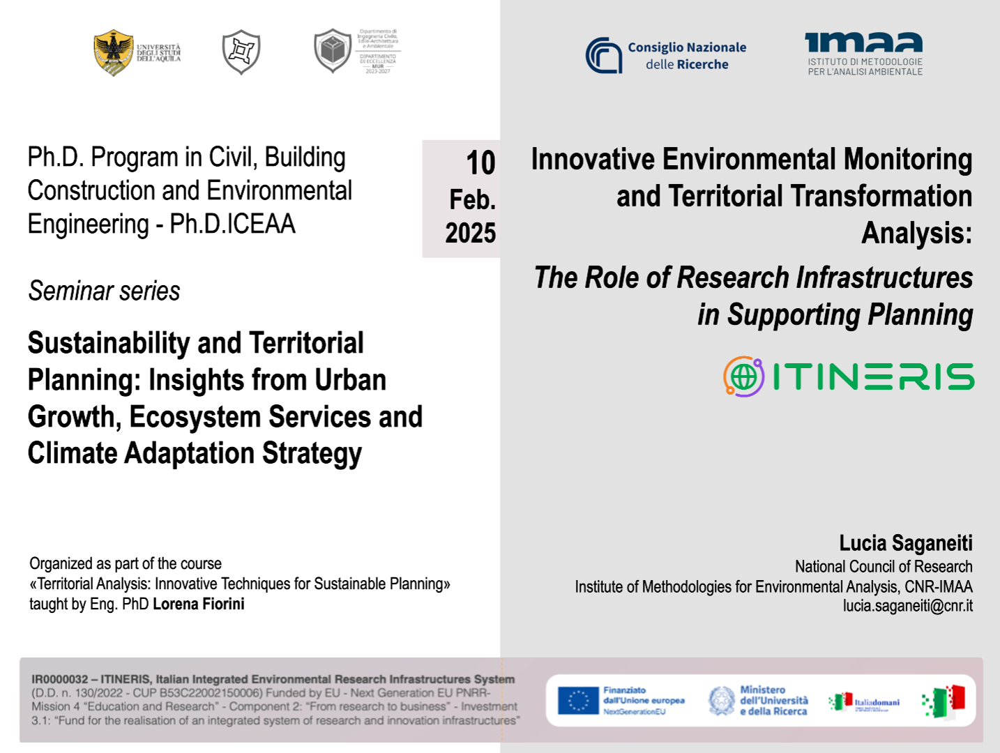 UNIVERSITÀ
DEGLI STUDI
DELL'AQUILA
Dipartimento di
Ingegneria Civile,
Edile-Architettura
e Ambientale
DIPARTIMENTO
DI ECCELLENZA
MUR
2023-2027
Consiglio Nazionale
delle Ricerche
imaa
ISTITUTO DI METODOLOGIE
PER L'ANALISI AMBIENTALE
Ph.D. Program in Civil, Building
Construction and Environmental
Engineering - Ph.D.ICEAA
Seminar series
Sustainability and Territorial
Planning: Insights from Urban
Growth, Ecosystem Services and
Climate Adaptation Strategy
Organized as part of the course
«Territorial Analysis: Innovative Techniques for Sustainable Planning»
taught by Eng. PhD Lorena Fiorini
10
Feb.
2025
Innovative Environmental Monitoring
and Territorial Transformation
Analysis:
The Role of Research Infrastructures
in Supporting Planning
ITINERIS
Lucia Saganeiti
National Council of Research
Institute of Methodologies for Environmental Analysis, CNR-IMAA
lucia.saganeiti@cnr.it
IR0000032 – ITINERIS, Italian Integrated Environmental Research Infrastructures System
(D.D. n. 130/2022 - CUP B53C22002150006) Funded by EU - Next Generation EU PNRR-
Mission 4 "Education and Research" - Component 2: "From research to business" - Investment
3.1: "Fund for the realisation of an integrated system of research and innovation infrastructures"
Finanziato
dall'Unione europea
NextGenerationEU
Ministero
dell'Università
e della Ricerca
Italiadomani